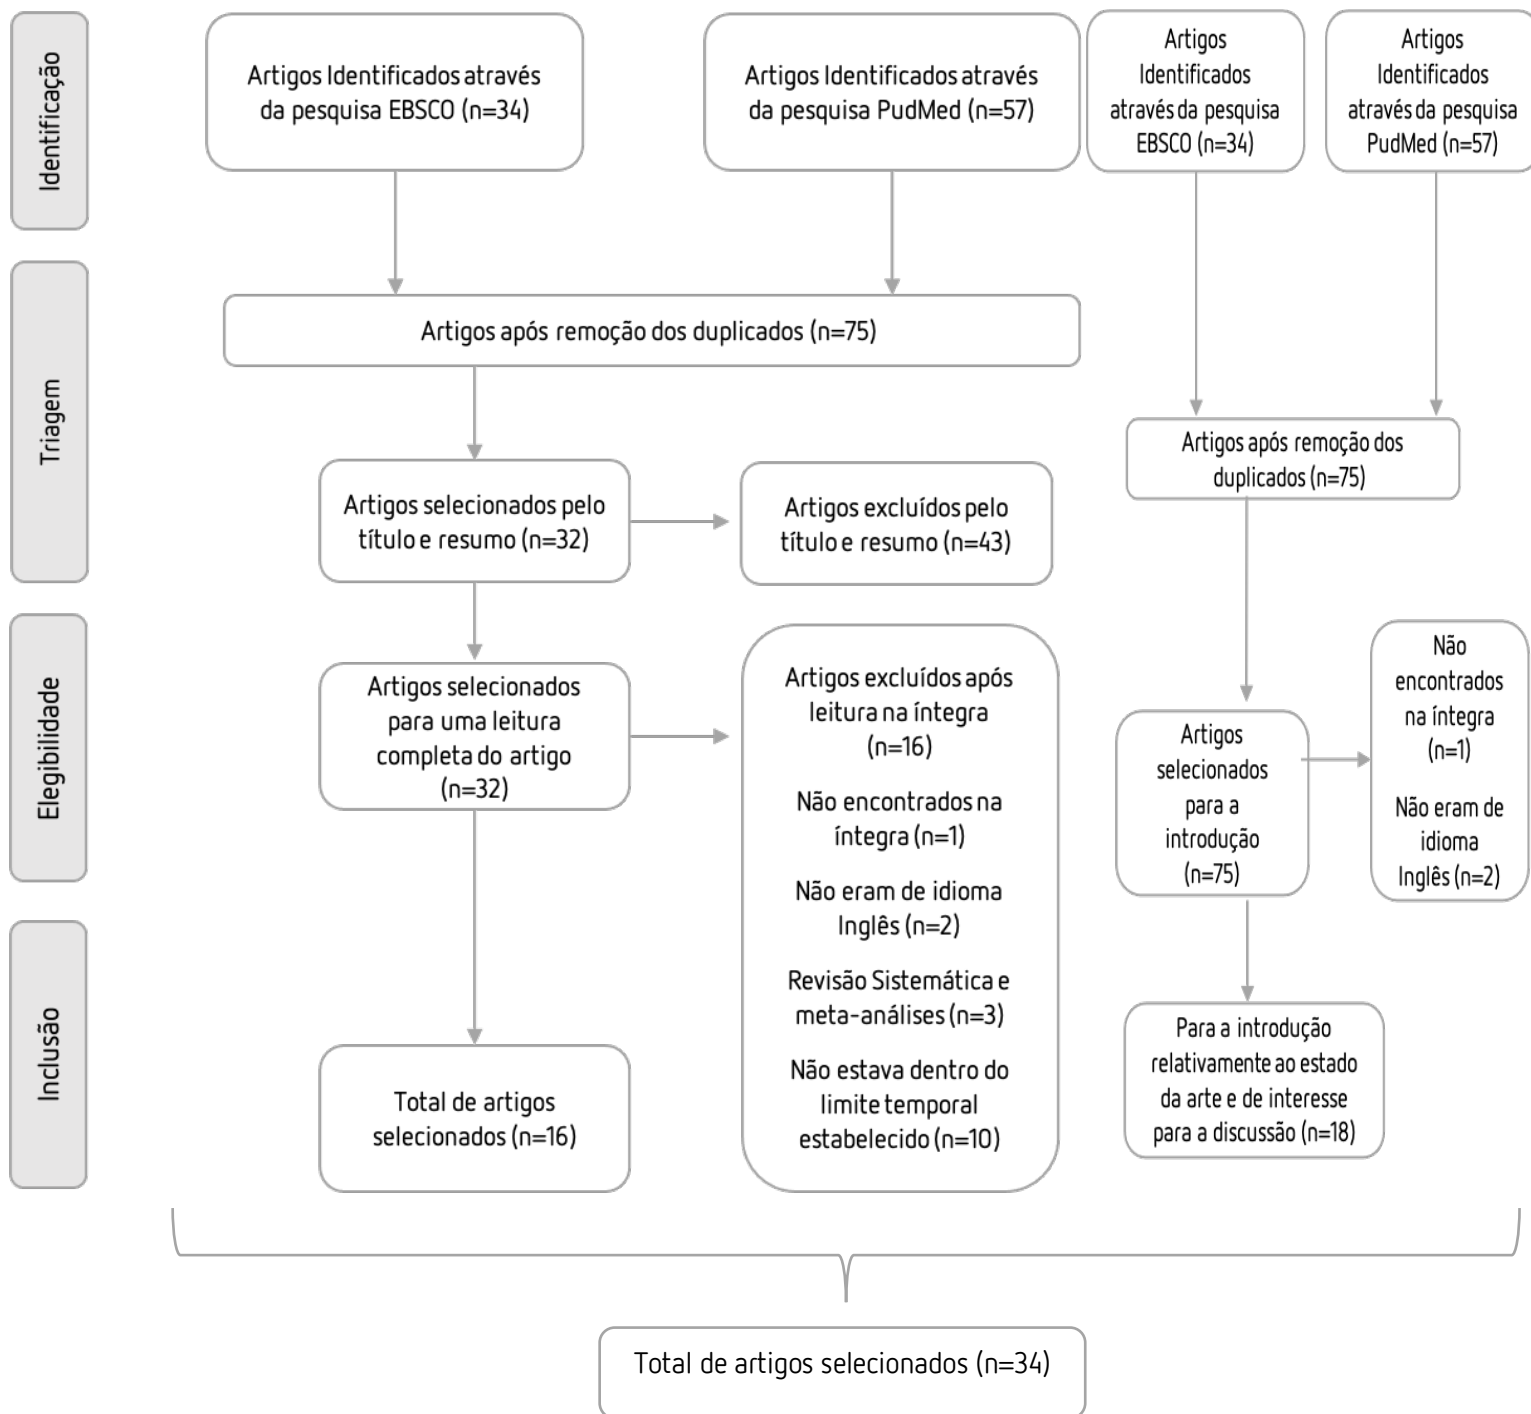 Identificação
Artigos Identificados através
da pesquisa EBSCO (n=34)
Artigos Identificados através
da pesquisa PudMed (n=57)
Artigos
Identificados
através da pesquisa
EBSCO (n=34)
Artigos
Identificados
através da pesquisa
PudMed (n=57)
Triagem
Artigos após remoção dos duplicados (n=75)
Artigos após remoção dos
duplicados (n=75)
Artigos selecionados pelo
título e resumo (n=32)
Artigos excluídos pelo
título e resumo (n=43)
Elegibilidade
Artigos selecionados
para uma leitura
completa do artigo
(n=32)
Artigos excluídos após
leitura na íntegra
(n=16)
Não encontrados na
íntegra (n=1)
Não eram de idioma
Inglês (n=2)
Revisão Sistemática e
meta-análises (n=3)
Não estava dentro do
limite temporal
estabelecido (n=10)
Artigos
selecionados
para a
introdução
(n=75)
Não
encontrados
na íntegra
(n=1)
Não eram de
idioma
Inglês (n=2)
Inclusão
Total de artigos
selecionados (n=16)
Para a introdução
relativamente ao estado
da arte e de interesse
para a discussão (n=18)
Total de artigos selecionados (n=34)